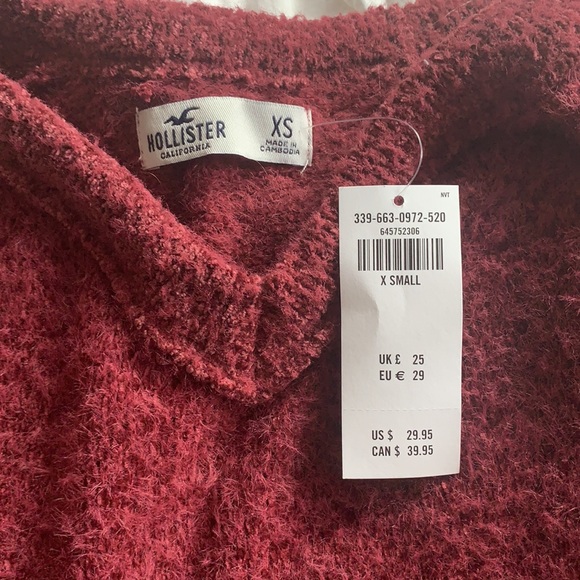 HOLLISTER
CALIFORNIA
XS
MADE IN
CAMBODIA
NVT
339-663-0972-520
645752306
X SMALL
UK £ 25
EU € 29
US $ 29.95
CAN $ 39.95